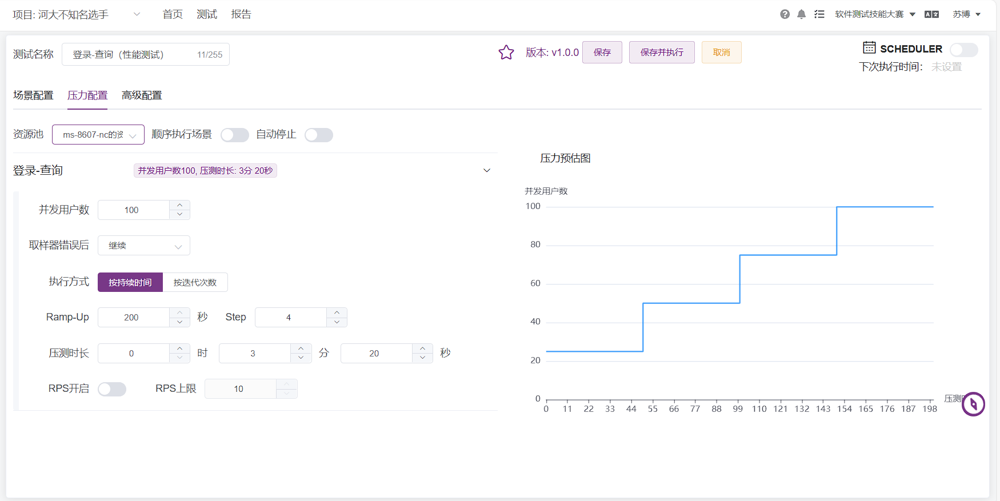 项目: 河大不知名选手 首页 测试 报告 软件测试技能大赛 苏博
测试名称 登录-查询（性能测试） 11/255 版本: v1.0.0 保存 保存并执行 取消 SCHEDULER
下次执行时间： 未设置
场景配置 压力配置 高级配置
资源池 ms-8607-nc的资 顺序执行场景 自动停止
登录-查询 并发用户数100, 压测时长: 3分 20秒
并发用户数 100
取样器错误后 继续
执行方式 按持续时间 按迭代次数
Ramp-Up 200 秒 Step 4
压测时长 0 时 3 分 20 秒
RPS开启 RPS上限 10
压力预估图
并发用户数
100
80
60
40
20
0
0 11 22 33 44 55 66 77 88 99 110 121 132 143 154 165 176 187 198
压测